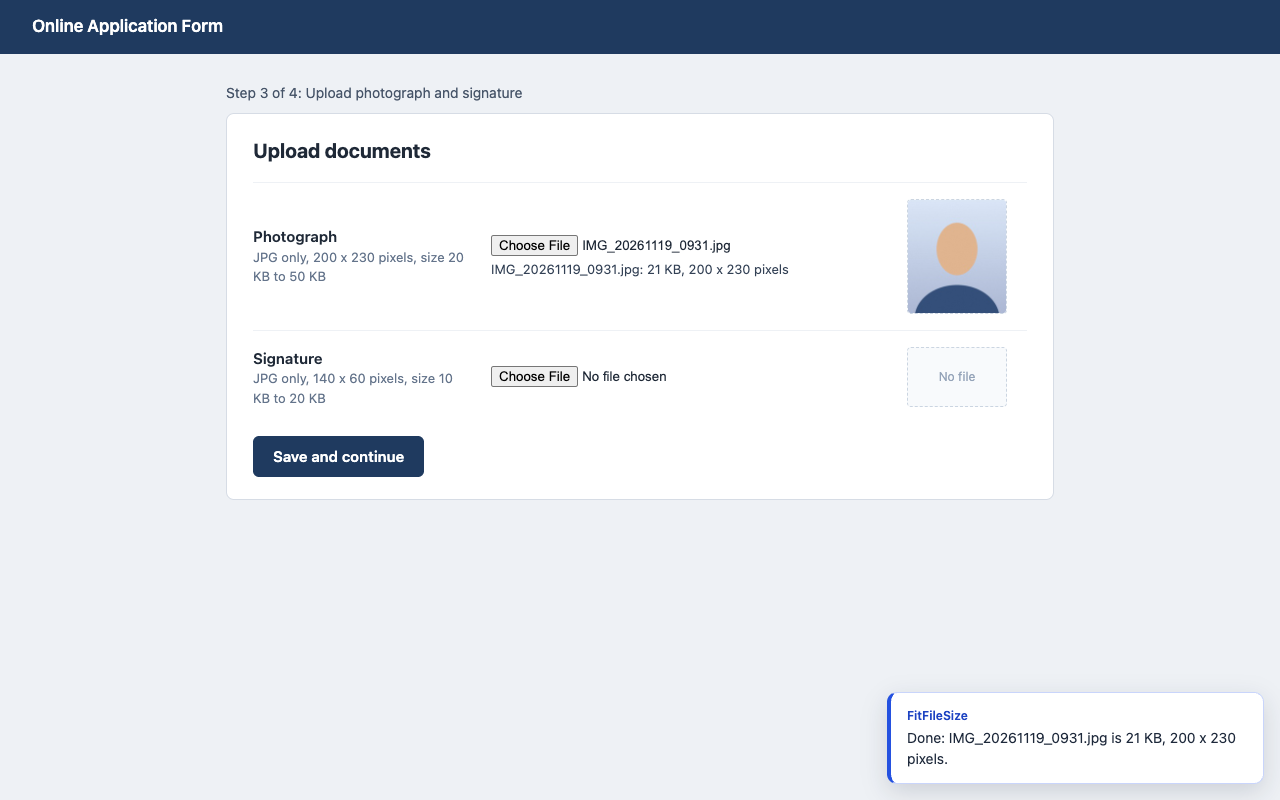 Online Application Form
Step 3 of 4: Upload photograph and signature
Upload documents
Photograph
JPG only, 200 x 230 pixels, size 20
KB to 50 KB
Choose File IMG_20261119_0931.jpg
IMG_20261119_0931.jpg: 21 KB, 200 x 230 pixels
Signature
JPG only, 140 x 60 pixels, size 10
KB to 20 KB
Choose File No file chosen
No file
Save and continue
FitFileSize
Done: IMG_20261119_0931.jpg is 21 KB, 200 x 230
pixels.